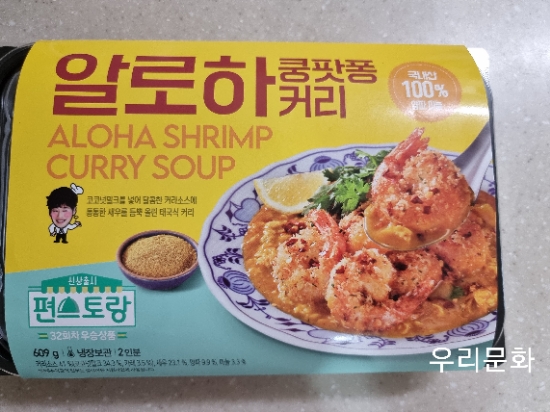 알로하
쿵팟퐁
커리
국내산
100%
ALOHA SHRIMP
CURRY SOUP
코코넛밀크를 넣어 달콤한 커리소스에
통통한 새우를 듬뿍 올린 태국식 커리
신상출시
편스토랑
32회차 우승상품
609 g 냉장보관 2인분
우리문화